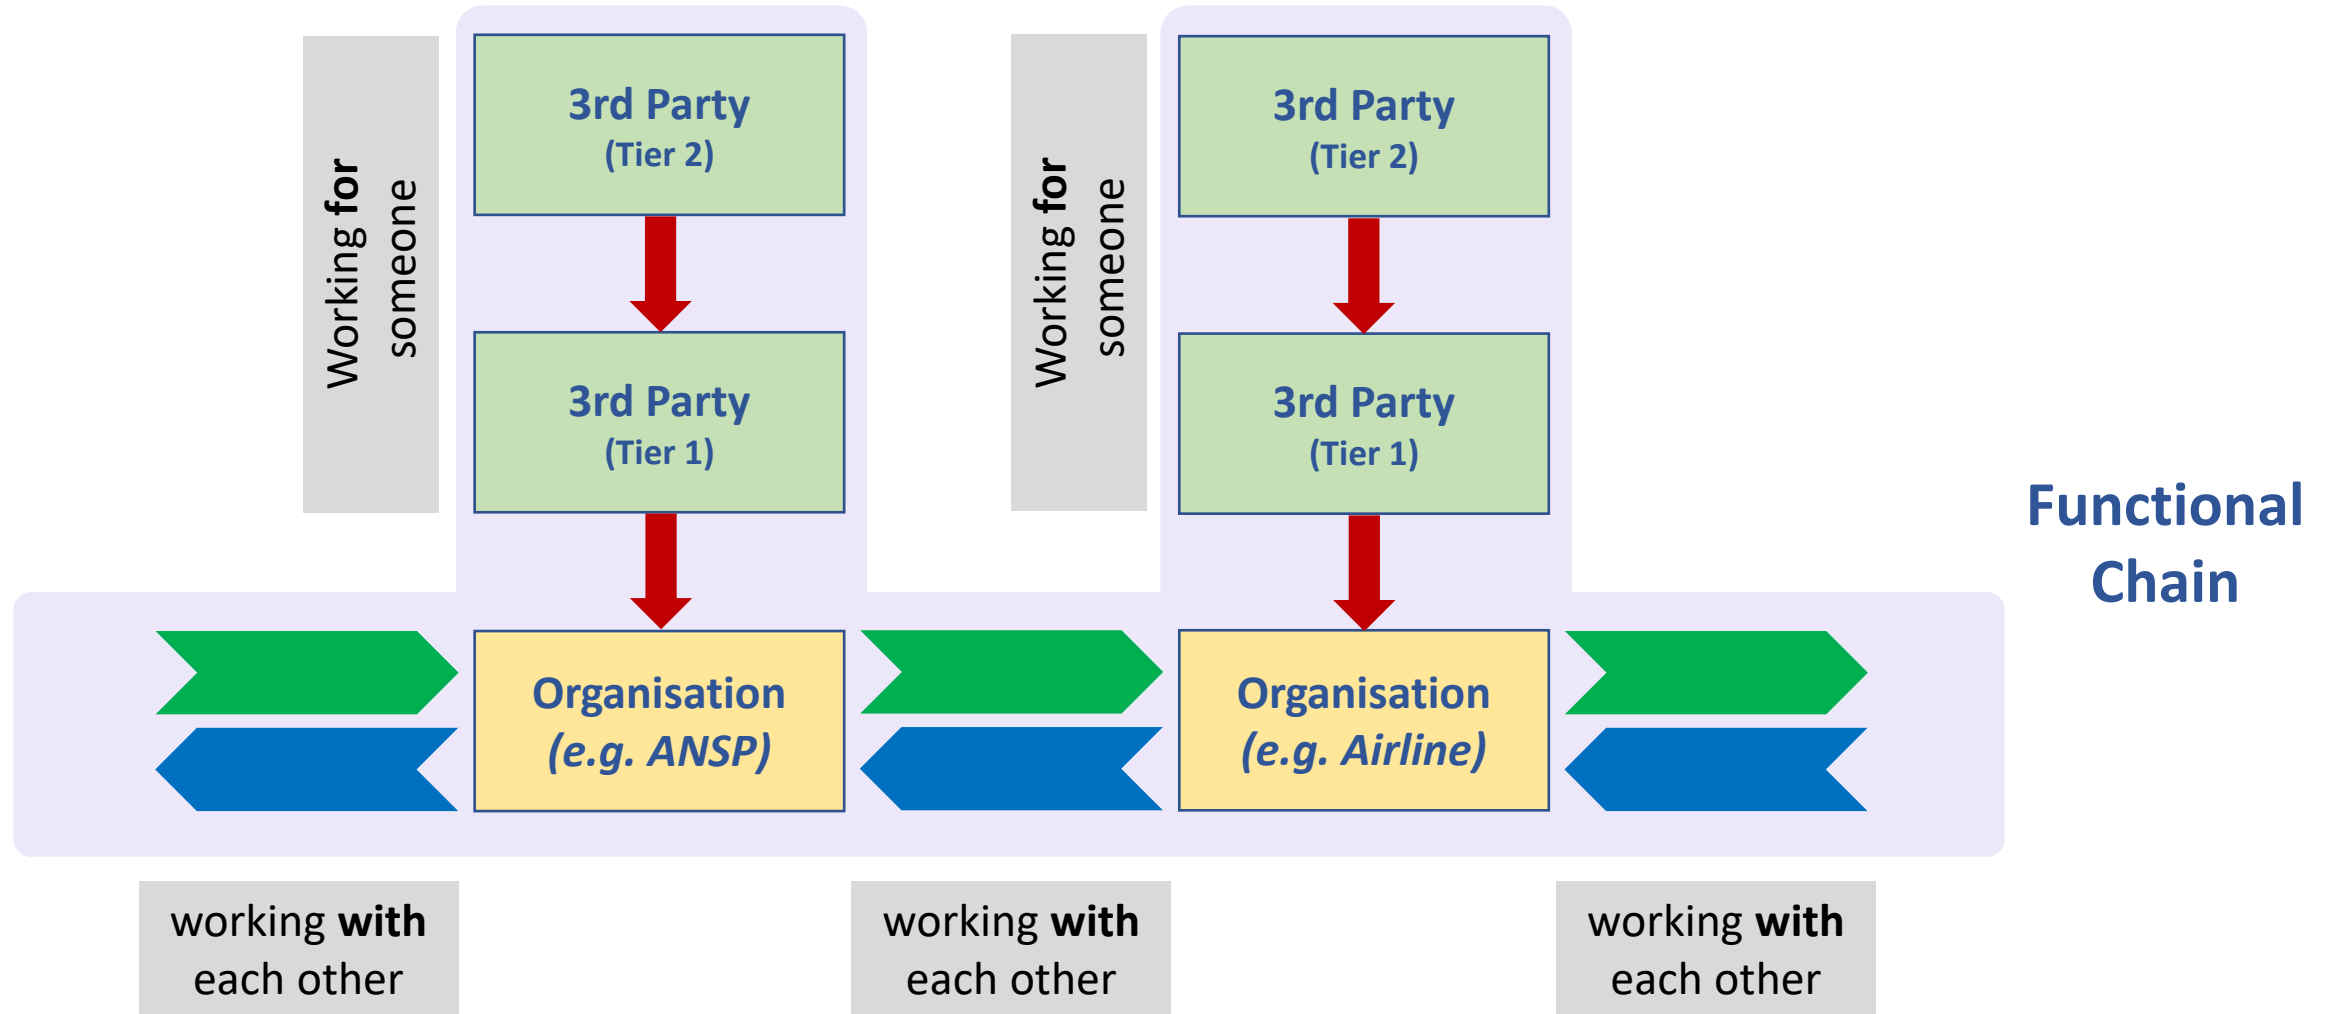 Working for
someone
3rd Party
(Tier 2)
Working for
someone
3rd Party
(Tier 2)
3rd Party
(Tier 1)
3rd Party
(Tier 1)
Functional
Chain
Organisation
(e.g. ANSP)
Organisation
(e.g. Airline)
working with
each other
working with
each other
working with
each other